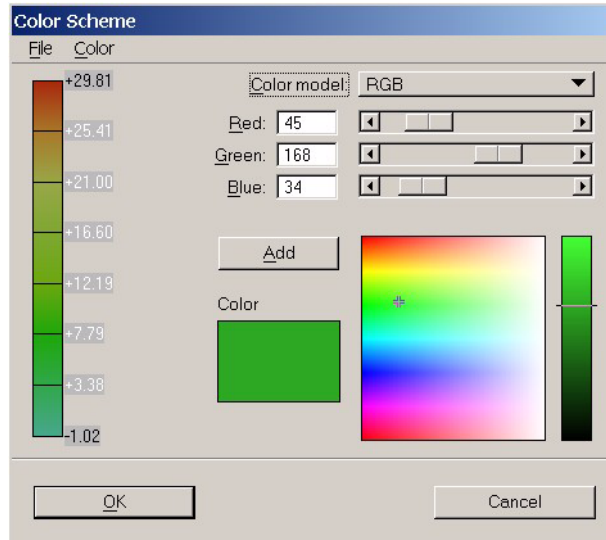 Color Scheme
File Color
+29.81
+25.41
+21.00
+16.60
+12.19
+7.79
+3.38
-1.02
Color model: RGB
Red: 45
Green: 168
Blue: 34
Add
Color
OK Cancel